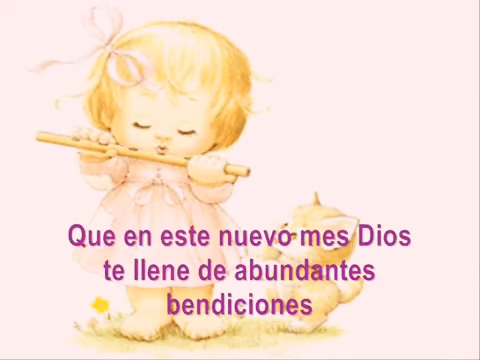 Que en este nuevo mes Dios
te llene de abundantes
bendiciones